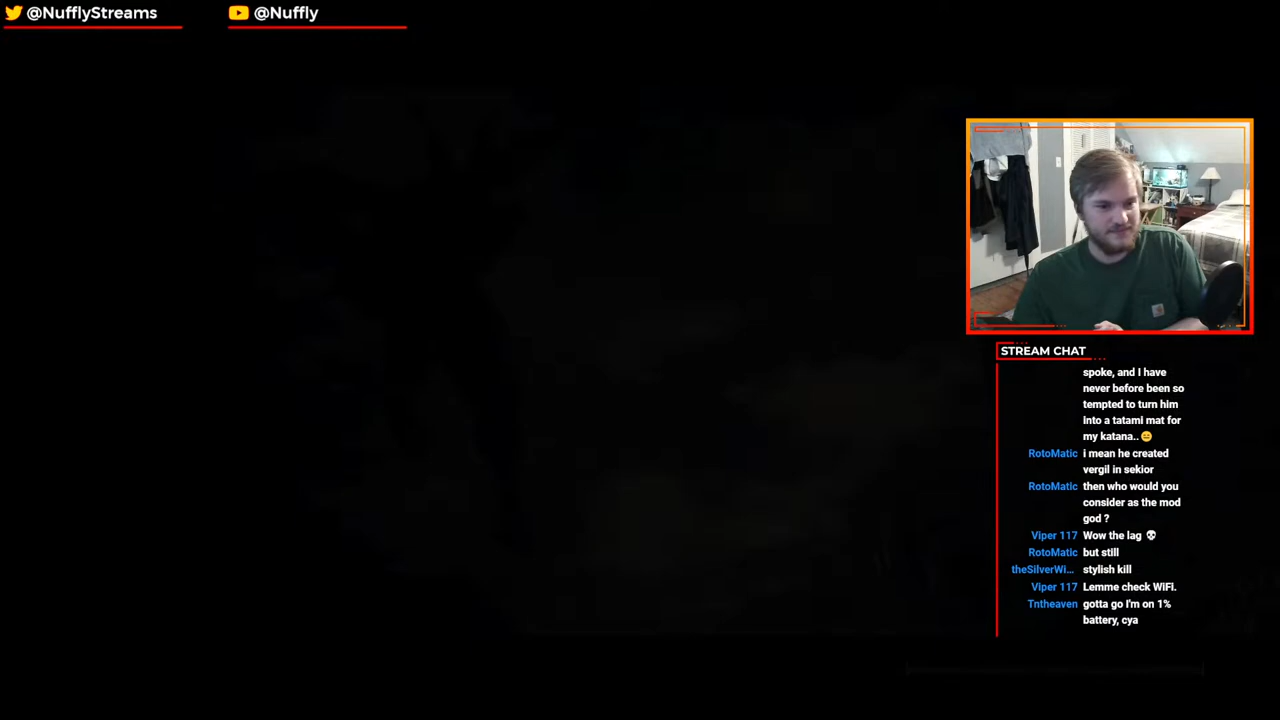 @NufflyStreams
@Nuffly
STREAM CHAT
spoke, and I have
never before been so
tempted to turn him
into a tatami mat for
my katana..
RotoMatic i mean he created
vergil in sekior
RotoMatic then who would you
consider as the mod
god ?
Viper 117 Wow the lag
RotoMatic but still
theSilverWi... stylish kill
Viper 117 Lemme check WiFi.
Tntheaven gotta go I'm on 1%
battery, cya